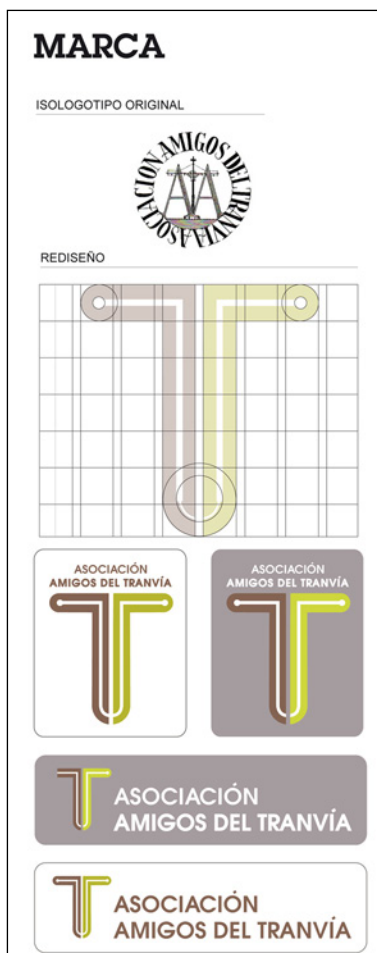 MARCA
ISOLOGOTIPO ORIGINAL
ASOCIACION AMIGOS DEL TRANVIA
AA
REDISEÑO
ASOCIACIÓN
AMIGOS DEL TRANVÍA
ASOCIACIÓN
AMIGOS DEL TRANVÍA
ASOCIACIÓN
AMIGOS DEL TRANVÍA
ASOCIACIÓN
AMIGOS DEL TRANVÍA